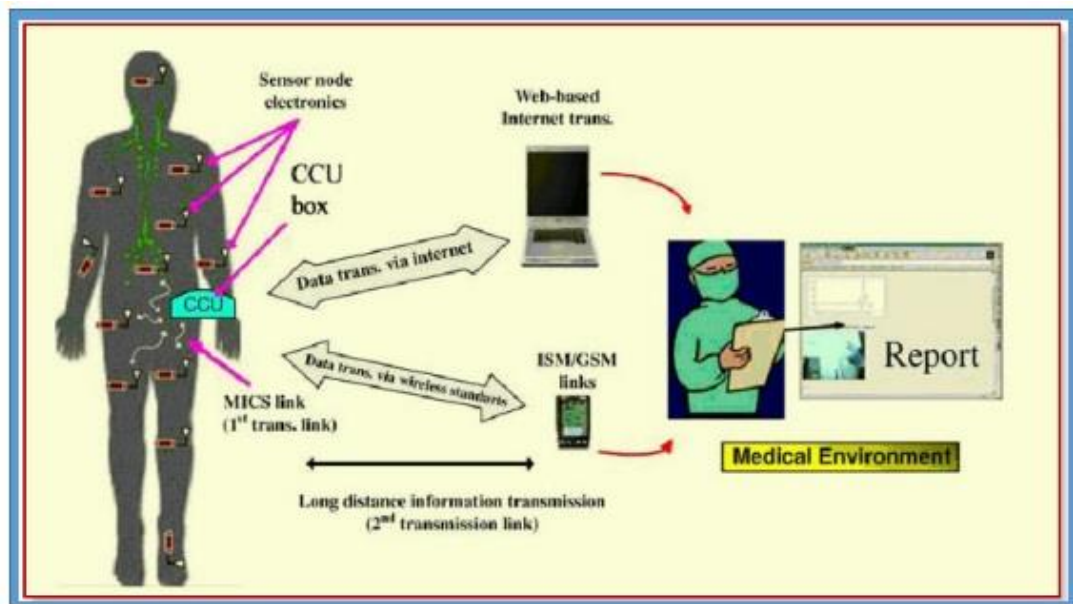 Sensor node
electronics
CCU
box
Web-based
Internet trans.
Data trans. via internet
CCU
Data trans. via wireless standarts
ISM/GSM
links
MICS link
(1st trans. link)
Report
Medical Environment
Long distance information transmission
(2nd transmission link)